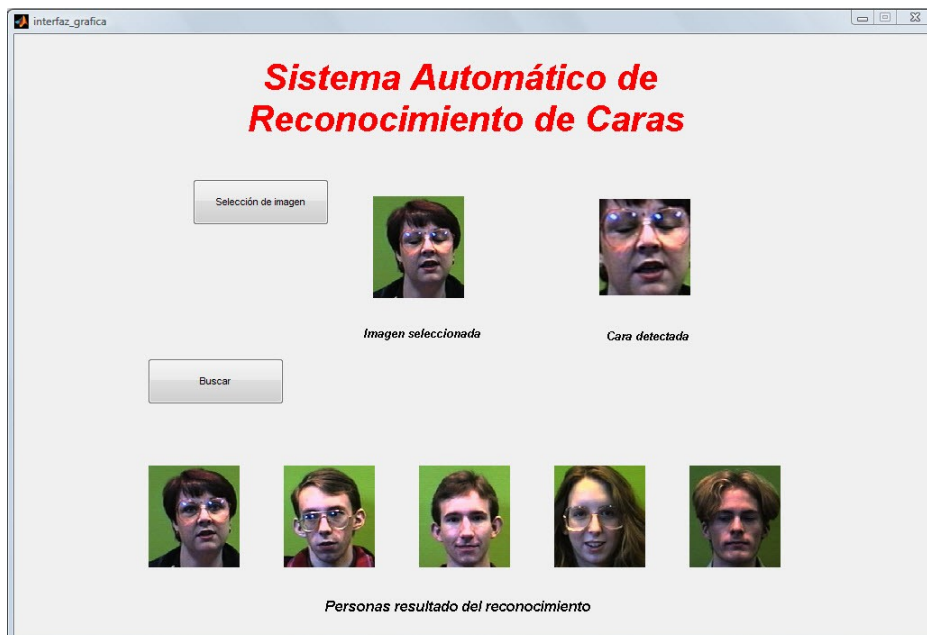 interfaz_grafica
Sistema Automático de
Reconocimiento de Caras
Selección de imagen
Imagen seleccionada
Cara detectada
Buscar
Personas resultado del reconocimiento